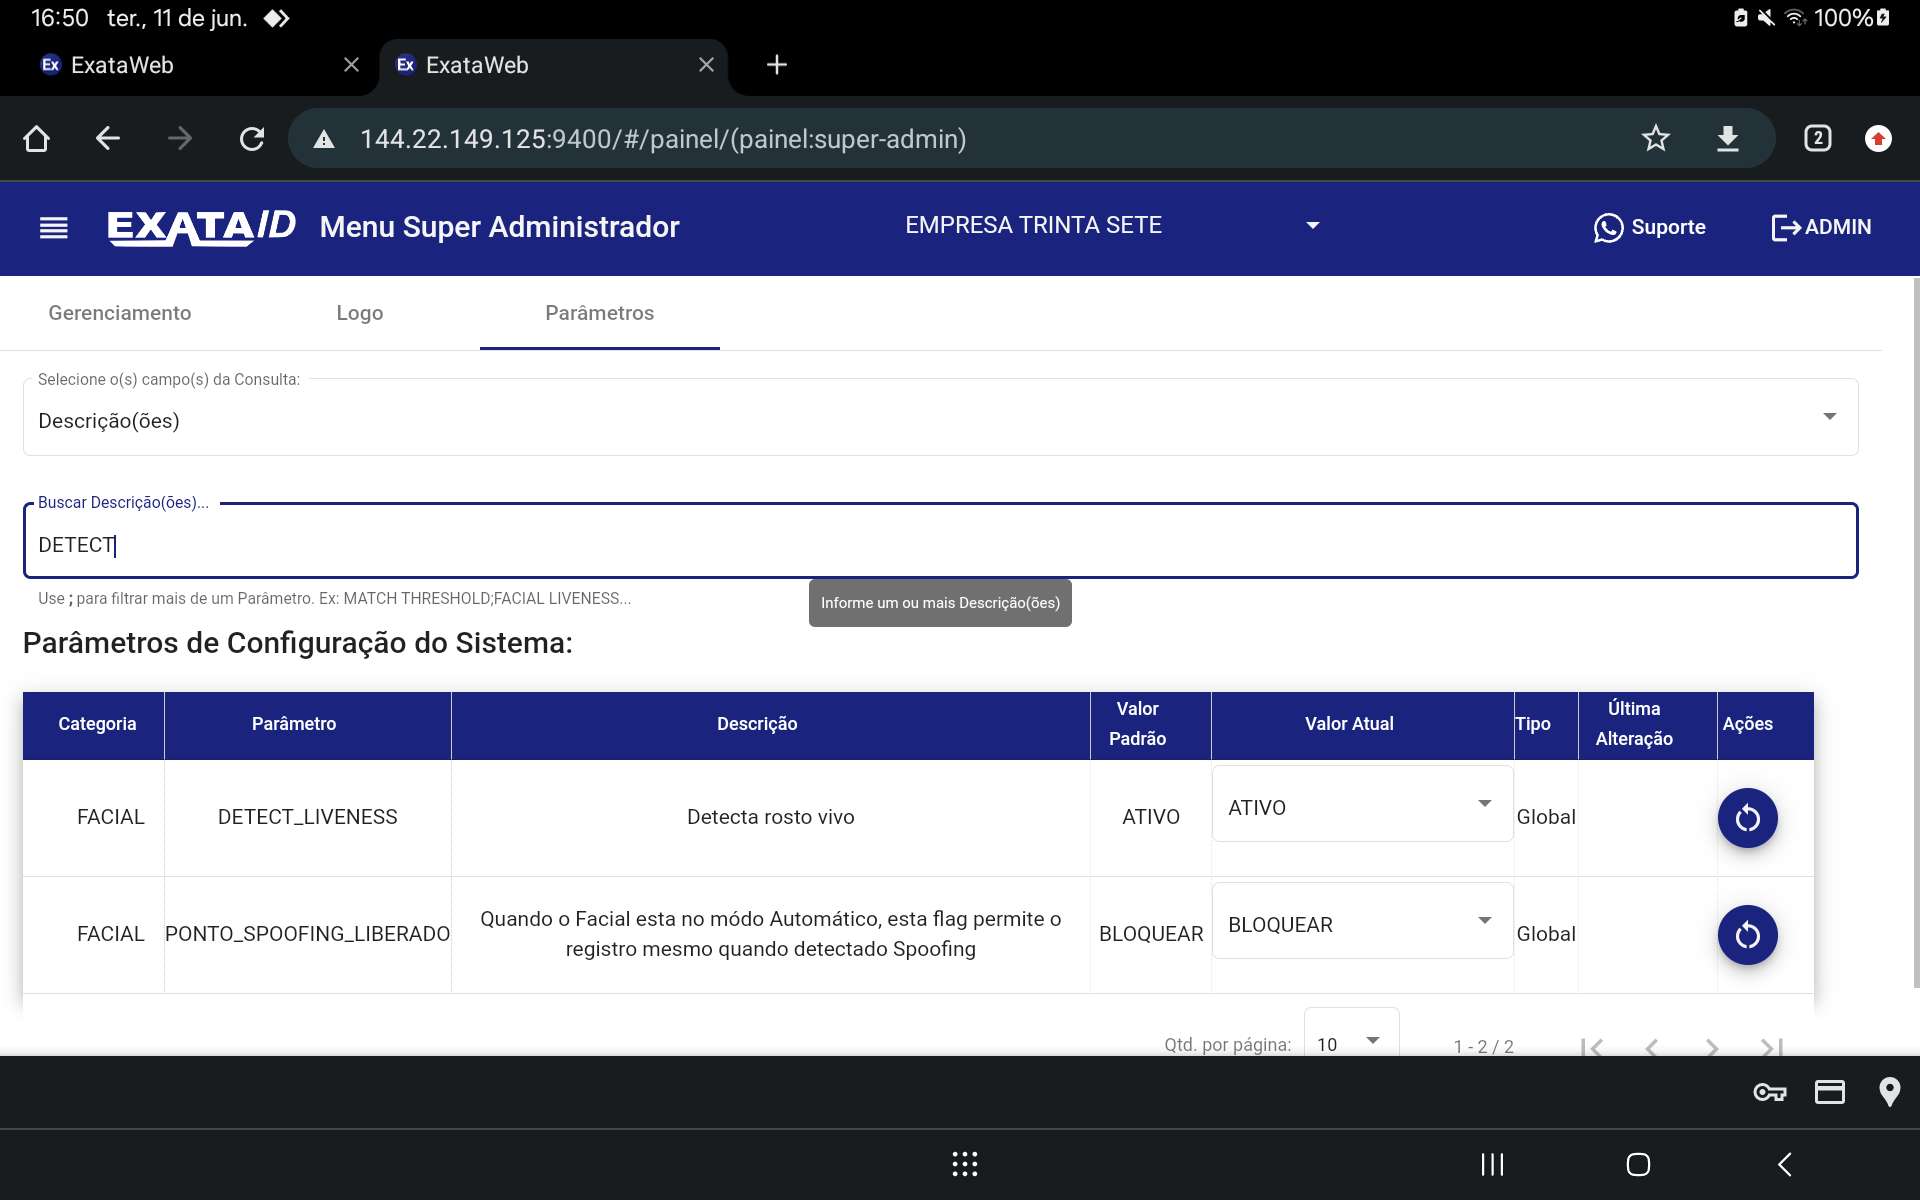 16:50 ter., 11 de jun. 100%
Ex ExataWeb Ex ExataWeb
144.22.149.125:9400/#/painel/(painel:super-admin) 2
EXATAID Menu Super Administrador EMPRESA TRINTA SETE Suporte ADMIN
Gerenciamento Logo Parâmetros
Selecione o(s) campo(s) da Consulta:
Descrição(ões)
Buscar Descrição(ões)...
DETECT
Use ; para filtrar mais de um Parâmetro. Ex: MATCH THRESHOLD;FACIAL LIVENESS...
Informe um ou mais Descrição(ões)
Parâmetros de Configuração do Sistema:
Categoria Parâmetro Descrição Valor Padrão Valor Atual Tipo Última Alteração Ações
FACIAL DETECT_LIVENESS Detecta rosto vivo ATIVO ATIVO Global
FACIAL PONTO_SPOOFING_LIBERADO Quando o Facial esta no módo Automático, esta flag permite o registro mesmo quando detectado Spoofing BLOQUEAR BLOQUEAR Global
Qtd. por página: 10 1 - 2 / 2